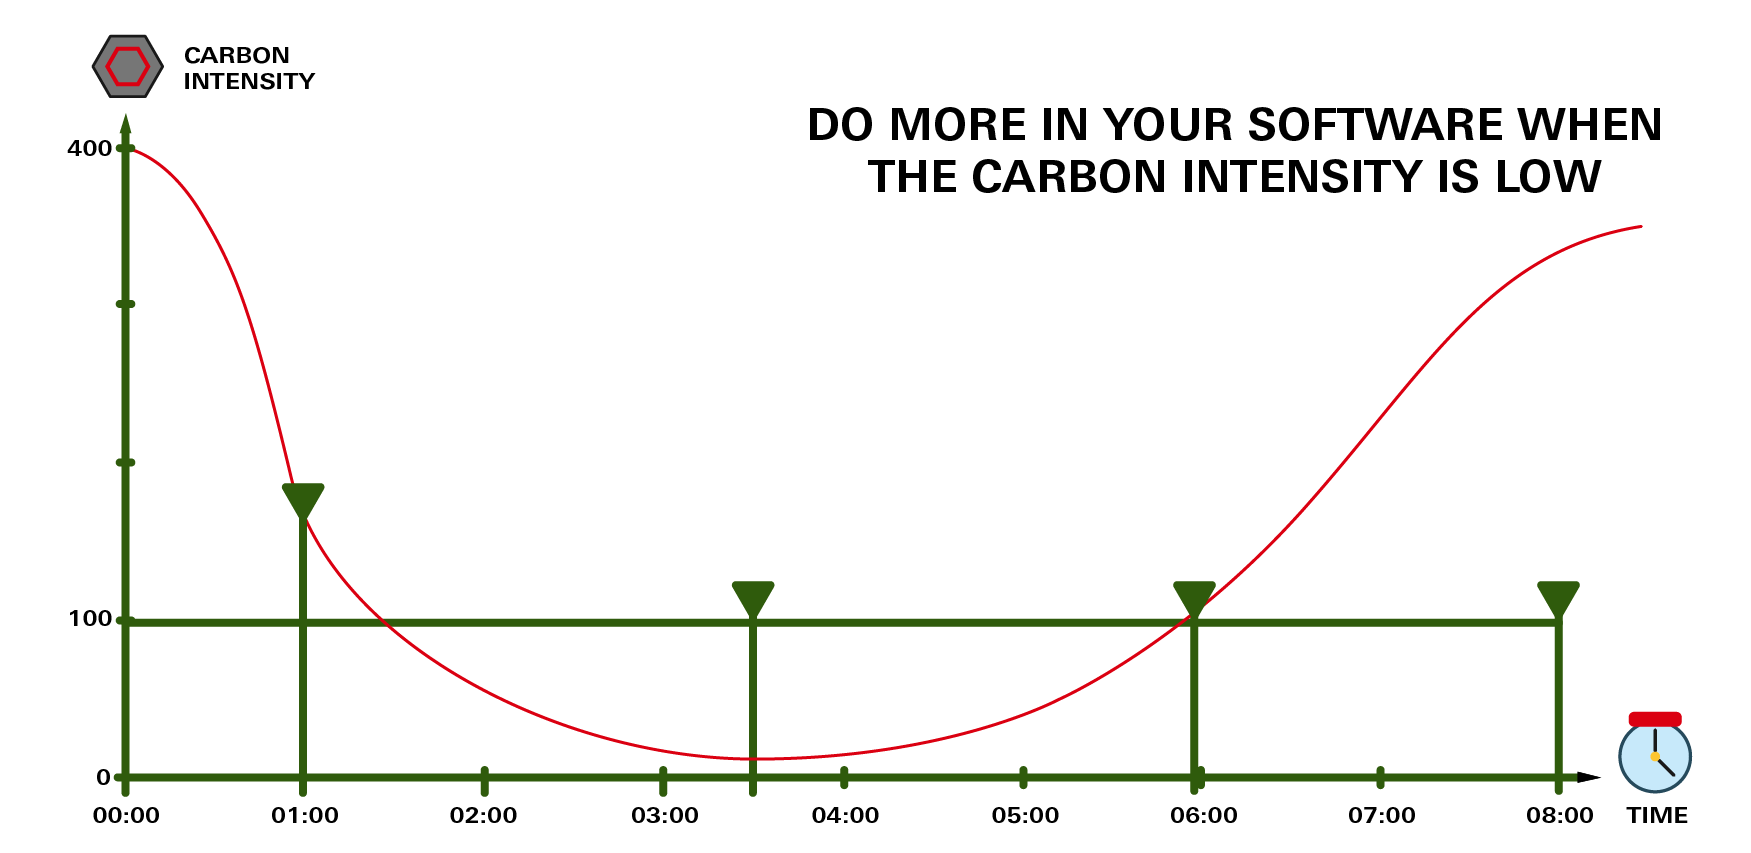 CARBON
INTENSITY
DO MORE IN YOUR SOFTWARE WHEN
THE CARBON INTENSITY IS LOW
400
100
0
00:00 01:00 02:00 03:00 04:00 05:00 06:00 07:00 08:00 TIME